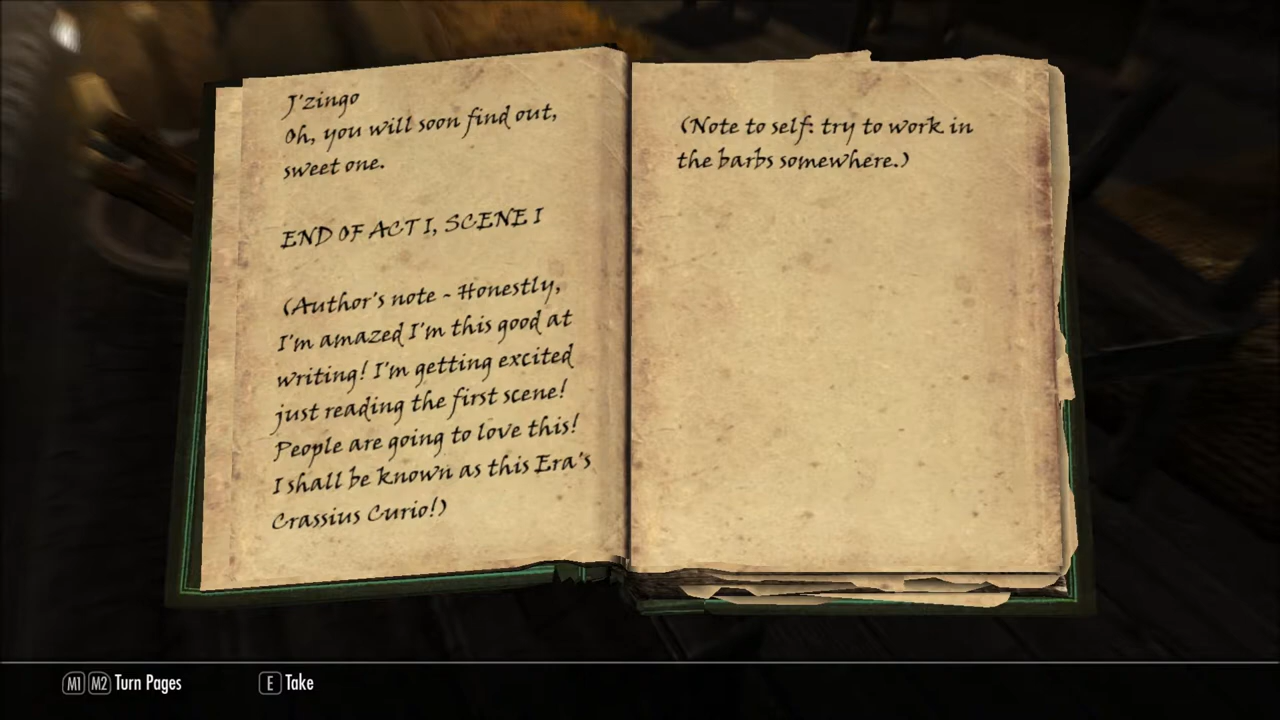 J'zingo
Oh, you will soon find out,
sweet one.
END OF ACT I, SCENE I
(Author's note - Honestly,
I'm amazed I'm this good at
writing! I'm getting excited
just reading the first scene!
People are going to love this!
I shall be known as this Era's
Crassius Curio!)
(Note to self: try to work in
the barbs somewhere.)
M1 M2 Turn Pages
E Take